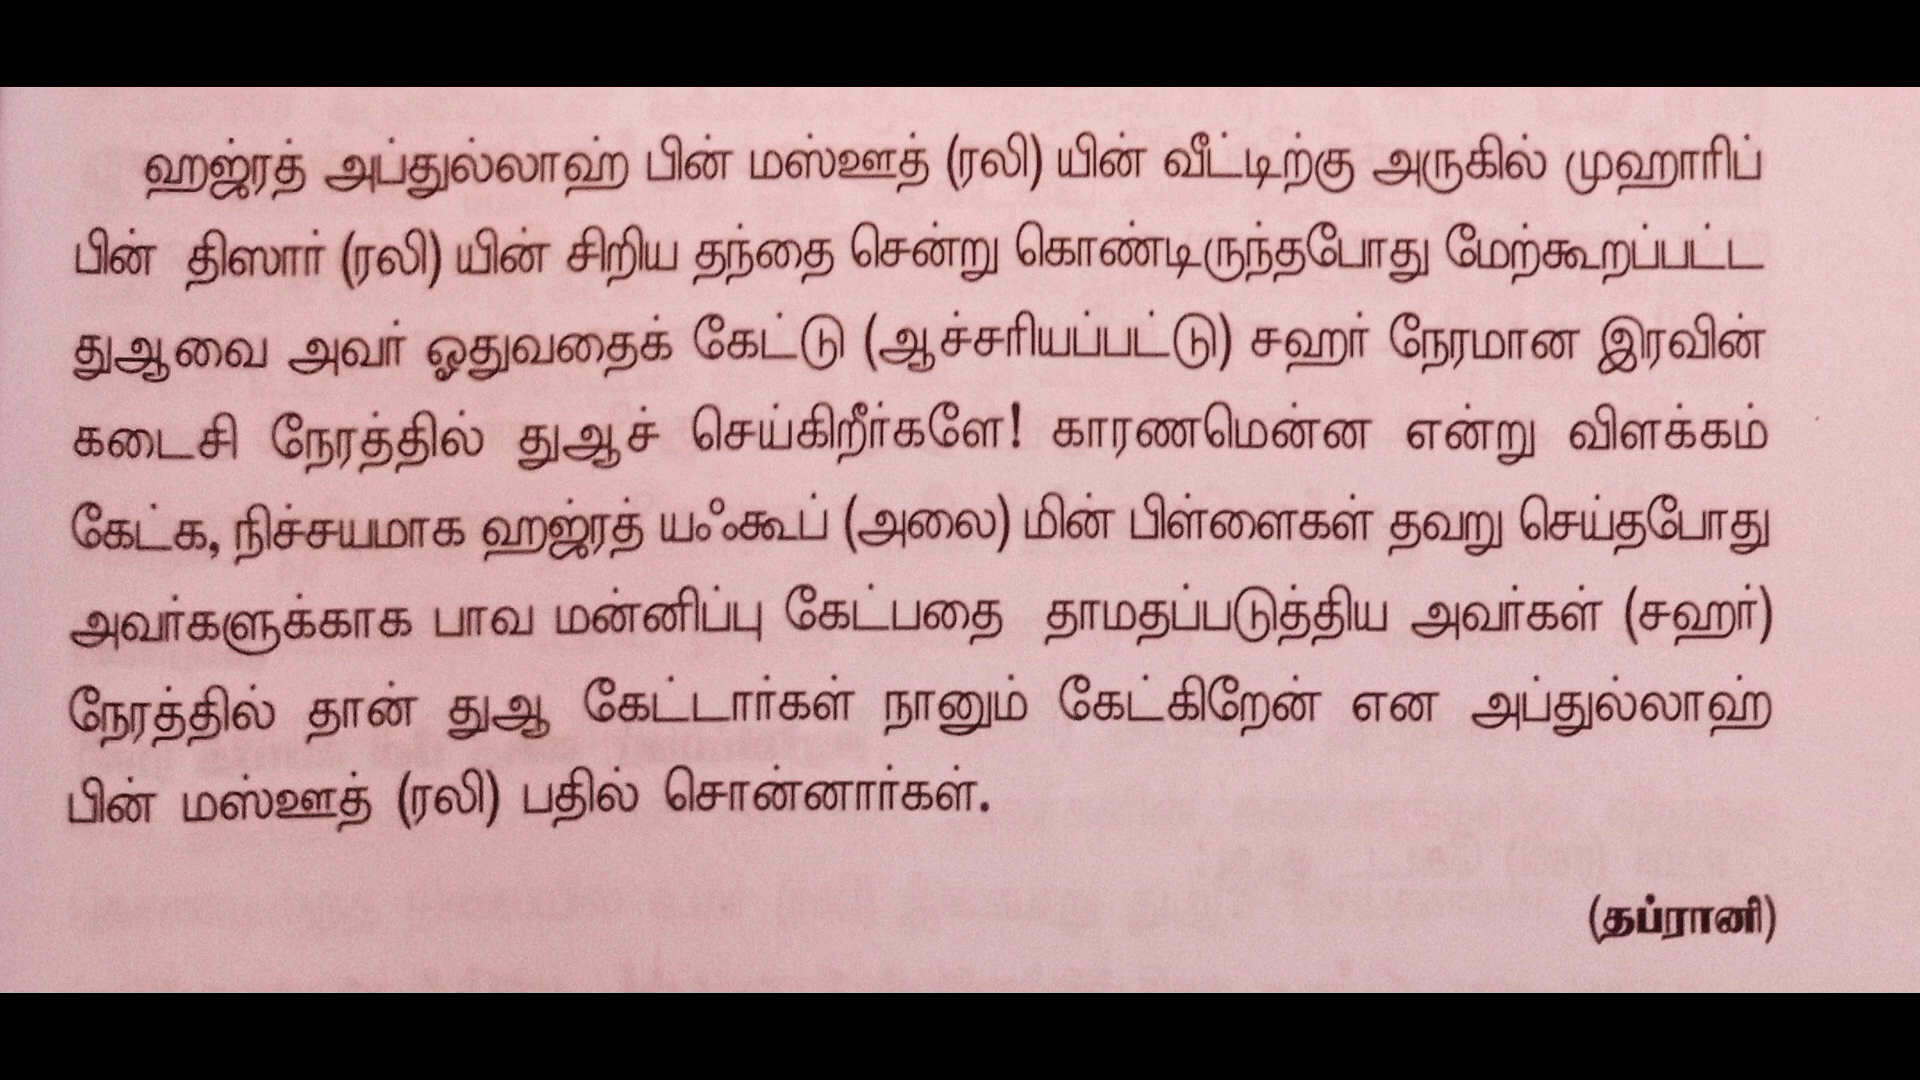 ஹஜ்ரத் அப்துல்லாஹ் பின் மஸ்ஊத் (ரலி) யின் வீட்டிற்கு அருகில் முஹாரிப்
பின் திஸார் (ரலி) யின் சிறிய தந்தை சென்று கொண்டிருந்தபோது மேற்கூறப்பட்ட
துஆவை அவர் ஓதுவதைக் கேட்டு (ஆச்சரியப்பட்டு) சஹர் நேரமான இரவின்
கடைசி நேரத்தில் துஆச் செய்கிறீர்களே! காரணமென்ன என்று விளக்கம்
கேட்க, நிச்சயமாக ஹஜ்ரத் யஃகூப் (அலை) மின் பிள்ளைகள் தவறு செய்தபோது
அவர்களுக்காக பாவ மன்னிப்பு கேட்பதை தாமதப்படுத்திய அவர்கள் (சஹர்)
நேரத்தில் தான் துஆ கேட்டார்கள் நானும் கேட்கிறேன் என அப்துல்லாஹ்
பின் மஸ்ஊத் (ரலி) பதில் சொன்னார்கள்.
(தப்ரானி)